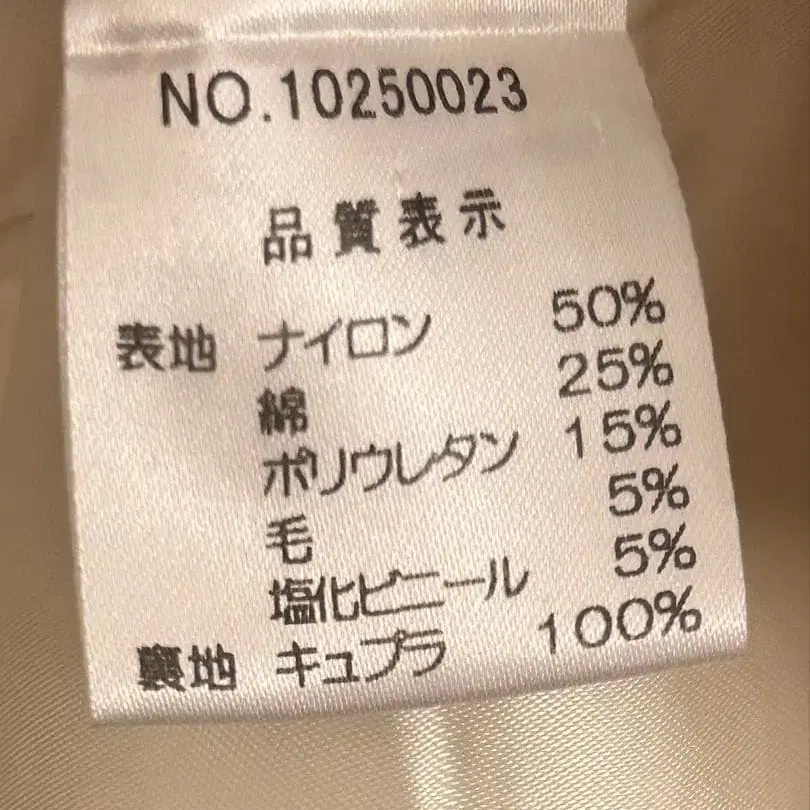 NO.10250023
品質表示
表地 ナイロン 50%
綿 25%
ポリウレタン 15%
毛 5%
塩化ビニール 5%
裏地 キュプラ 100%